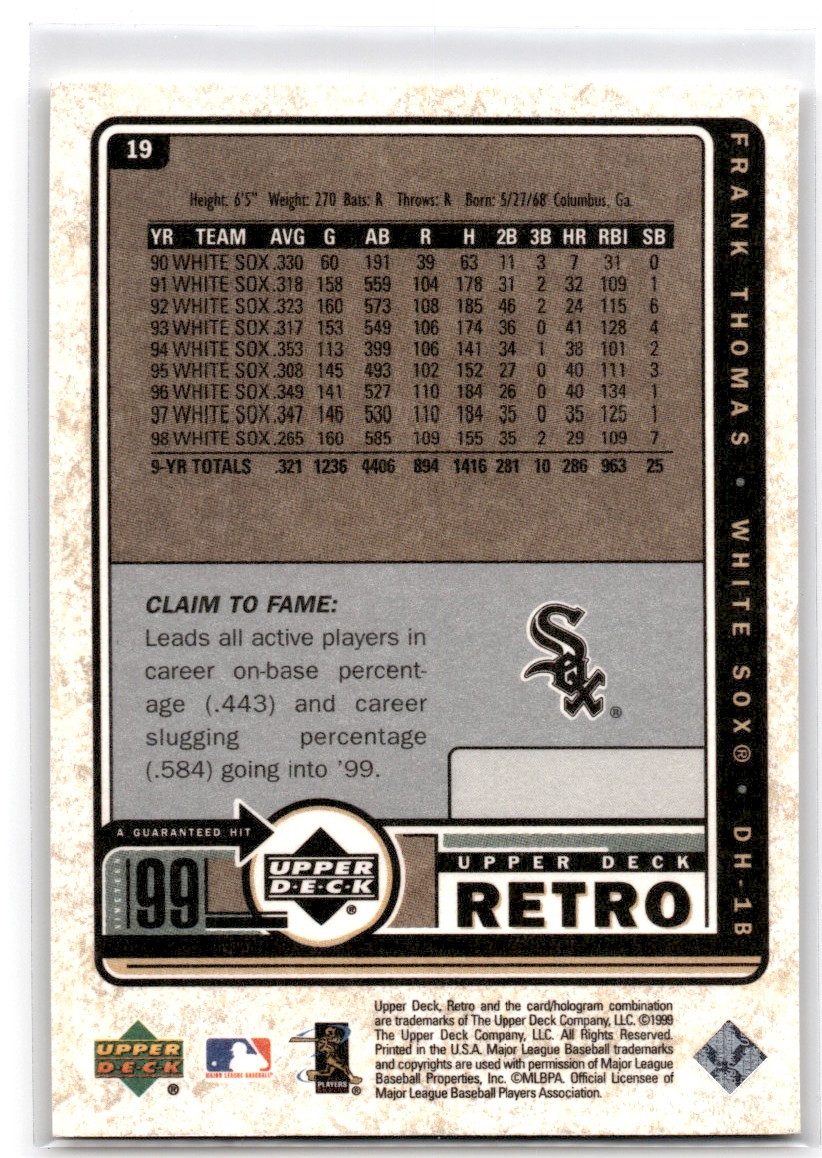 19
Height: 6'5" Weight: 270 Bats: R Throws: R Born: 5/27/68' Columbus, Ga.
YR TEAM AVG G AB R H 2B 3B HR RBI SB
90 WHITE SOX .330 60 191 39 63 11 3 7 31 0
91 WHITE SOX .318 158 559 104 178 31 2 32 109 1
92 WHITE SOX .323 160 573 108 185 46 2 24 115 6
93 WHITE SOX .317 153 549 106 174 36 0 41 128 4
94 WHITE SOX .353 113 399 106 141 34 1 38 101 2
95 WHITE SOX .308 145 493 102 152 27 0 40 111 3
96 WHITE SOX .349 141 527 110 184 26 0 40 134 1
97 WHITE SOX .347 146 530 110 184 35 0 35 125 1
98 WHITE SOX .265 160 585 109 155 35 2 29 109 7
9-YR TOTALS .321 1236 4406 894 1416 281 10 286 963 25
FRANK THOMAS • WHITE SOX® • DH-1B
CLAIM TO FAME:
Leads all active players in
career on-base percent-
age (.443) and career
slugging percentage
(.584) going into '99.
Sox®
A GUARANTEED HIT
NINETEEN 99
UPPER
D·E·C·K®
UPPER DECK
RETRO
Upper Deck, Retro and the card/hologram combination
are trademarks of The Upper Deck Company, LLC. ©1999
The Upper Deck Company, LLC. All Rights Reserved.
Printed in the U.S.A. Major League Baseball trademarks
and copyrights are used with permission of Major League
Baseball Properties, Inc. ©MLBPA. Official Licensee of
Major League Baseball Players Association.
UPPER
D·E·C·K®
MAJOR LEAGUE BASEBALL®
PLAYERS